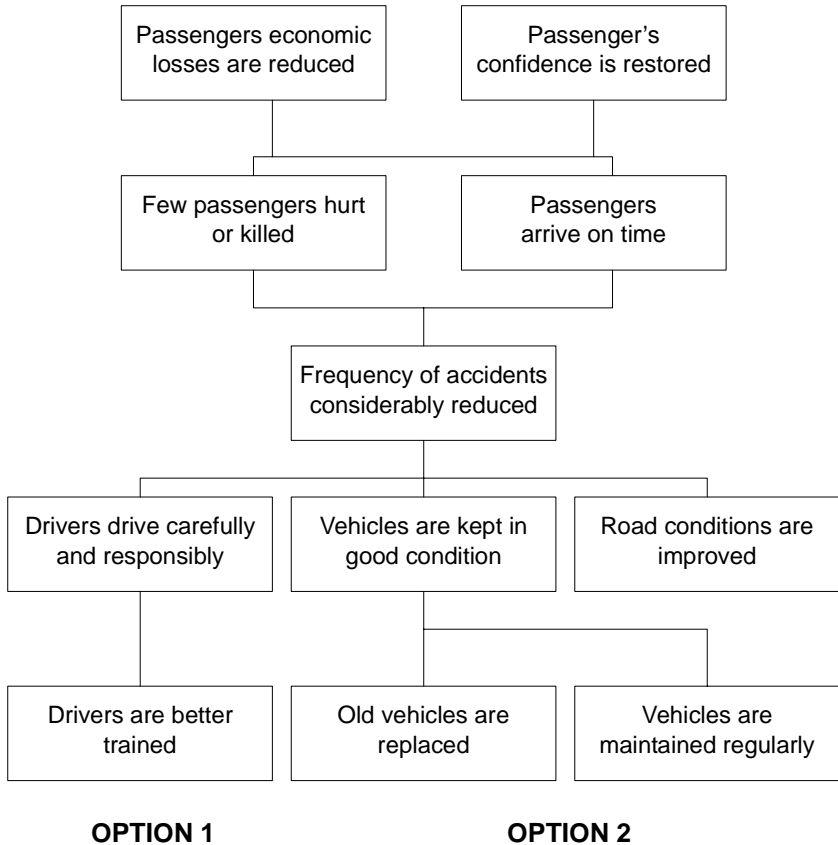 Passengers economic
losses are reduced
Passenger’s
confidence is restored
Few passengers hurt
or killed
Passengers
arrive on time
Frequency of accidents
considerably reduced
Drivers drive carefully
and responsibly
Vehicles are kept in
good condition
Road conditions are
improved
Drivers are better
trained
Old vehicles are
replaced
Vehicles are
maintained regularly
OPTION 1
OPTION 2